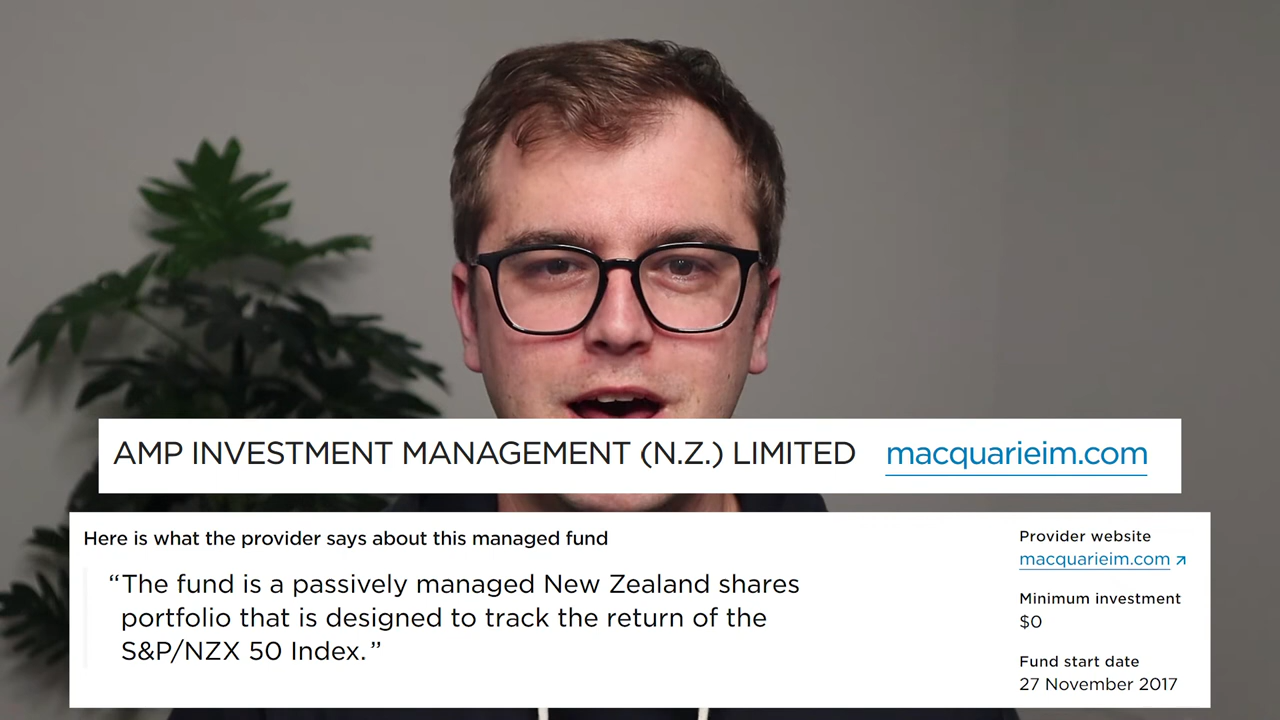 AMP INVESTMENT MANAGEMENT (N.Z.) LIMITED macquarieim.com
Here is what the provider says about this managed fund
“The fund is a passively managed New Zealand shares
portfolio that is designed to track the return of the
S&P/NZX 50 Index.”
Provider website
macquarieim.com
Minimum investment
$0
Fund start date
27 November 2017